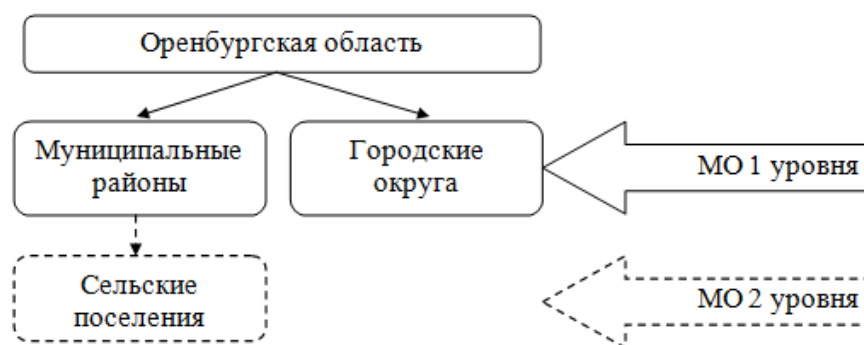 Оренбургская область
Муниципальные
районы
Городские
округа
МО 1 уровня
Сельские
поселения
МО 2 уровня